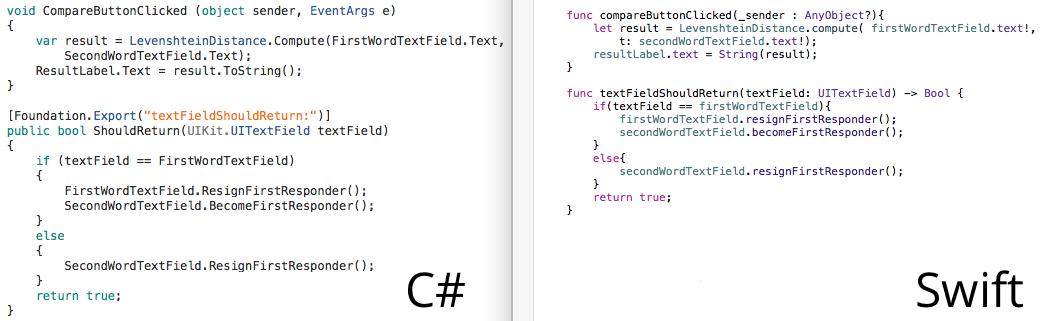 void CompareButtonClicked (object sender, EventArgs e)
{
var result = LevenshteinDistance.Compute(FirstWordTextField.Text,
SecondWordTextField.Text);
ResultLabel.Text = result.ToString();
}
[Foundation.Export("textFieldShouldReturn:")]
public bool ShouldReturn(UIKit.UITextField textField)
{
if (textField == FirstWordTextField)
{
FirstWordTextField.ResignFirstResponder();
SecondWordTextField.BecomeFirstResponder();
}
else
{
SecondWordTextField.ResignFirstResponder();
}
return true;
}
C#
func compareButtonClicked(_sender : AnyObject?){
let result = LevenshteinDistance.compute( firstWordTextField.text!,
t: secondWordTextField.text!);
resultLabel.text = String(result);
}
func textFieldShouldReturn(textField: UITextField) -> Bool {
if(textField == firstWordTextField){
firstWordTextField.resignFirstResponder();
secondWordTextField.becomeFirstResponder();
}
else{
secondWordTextField.resignFirstResponder();
}
return true;
}
Swift